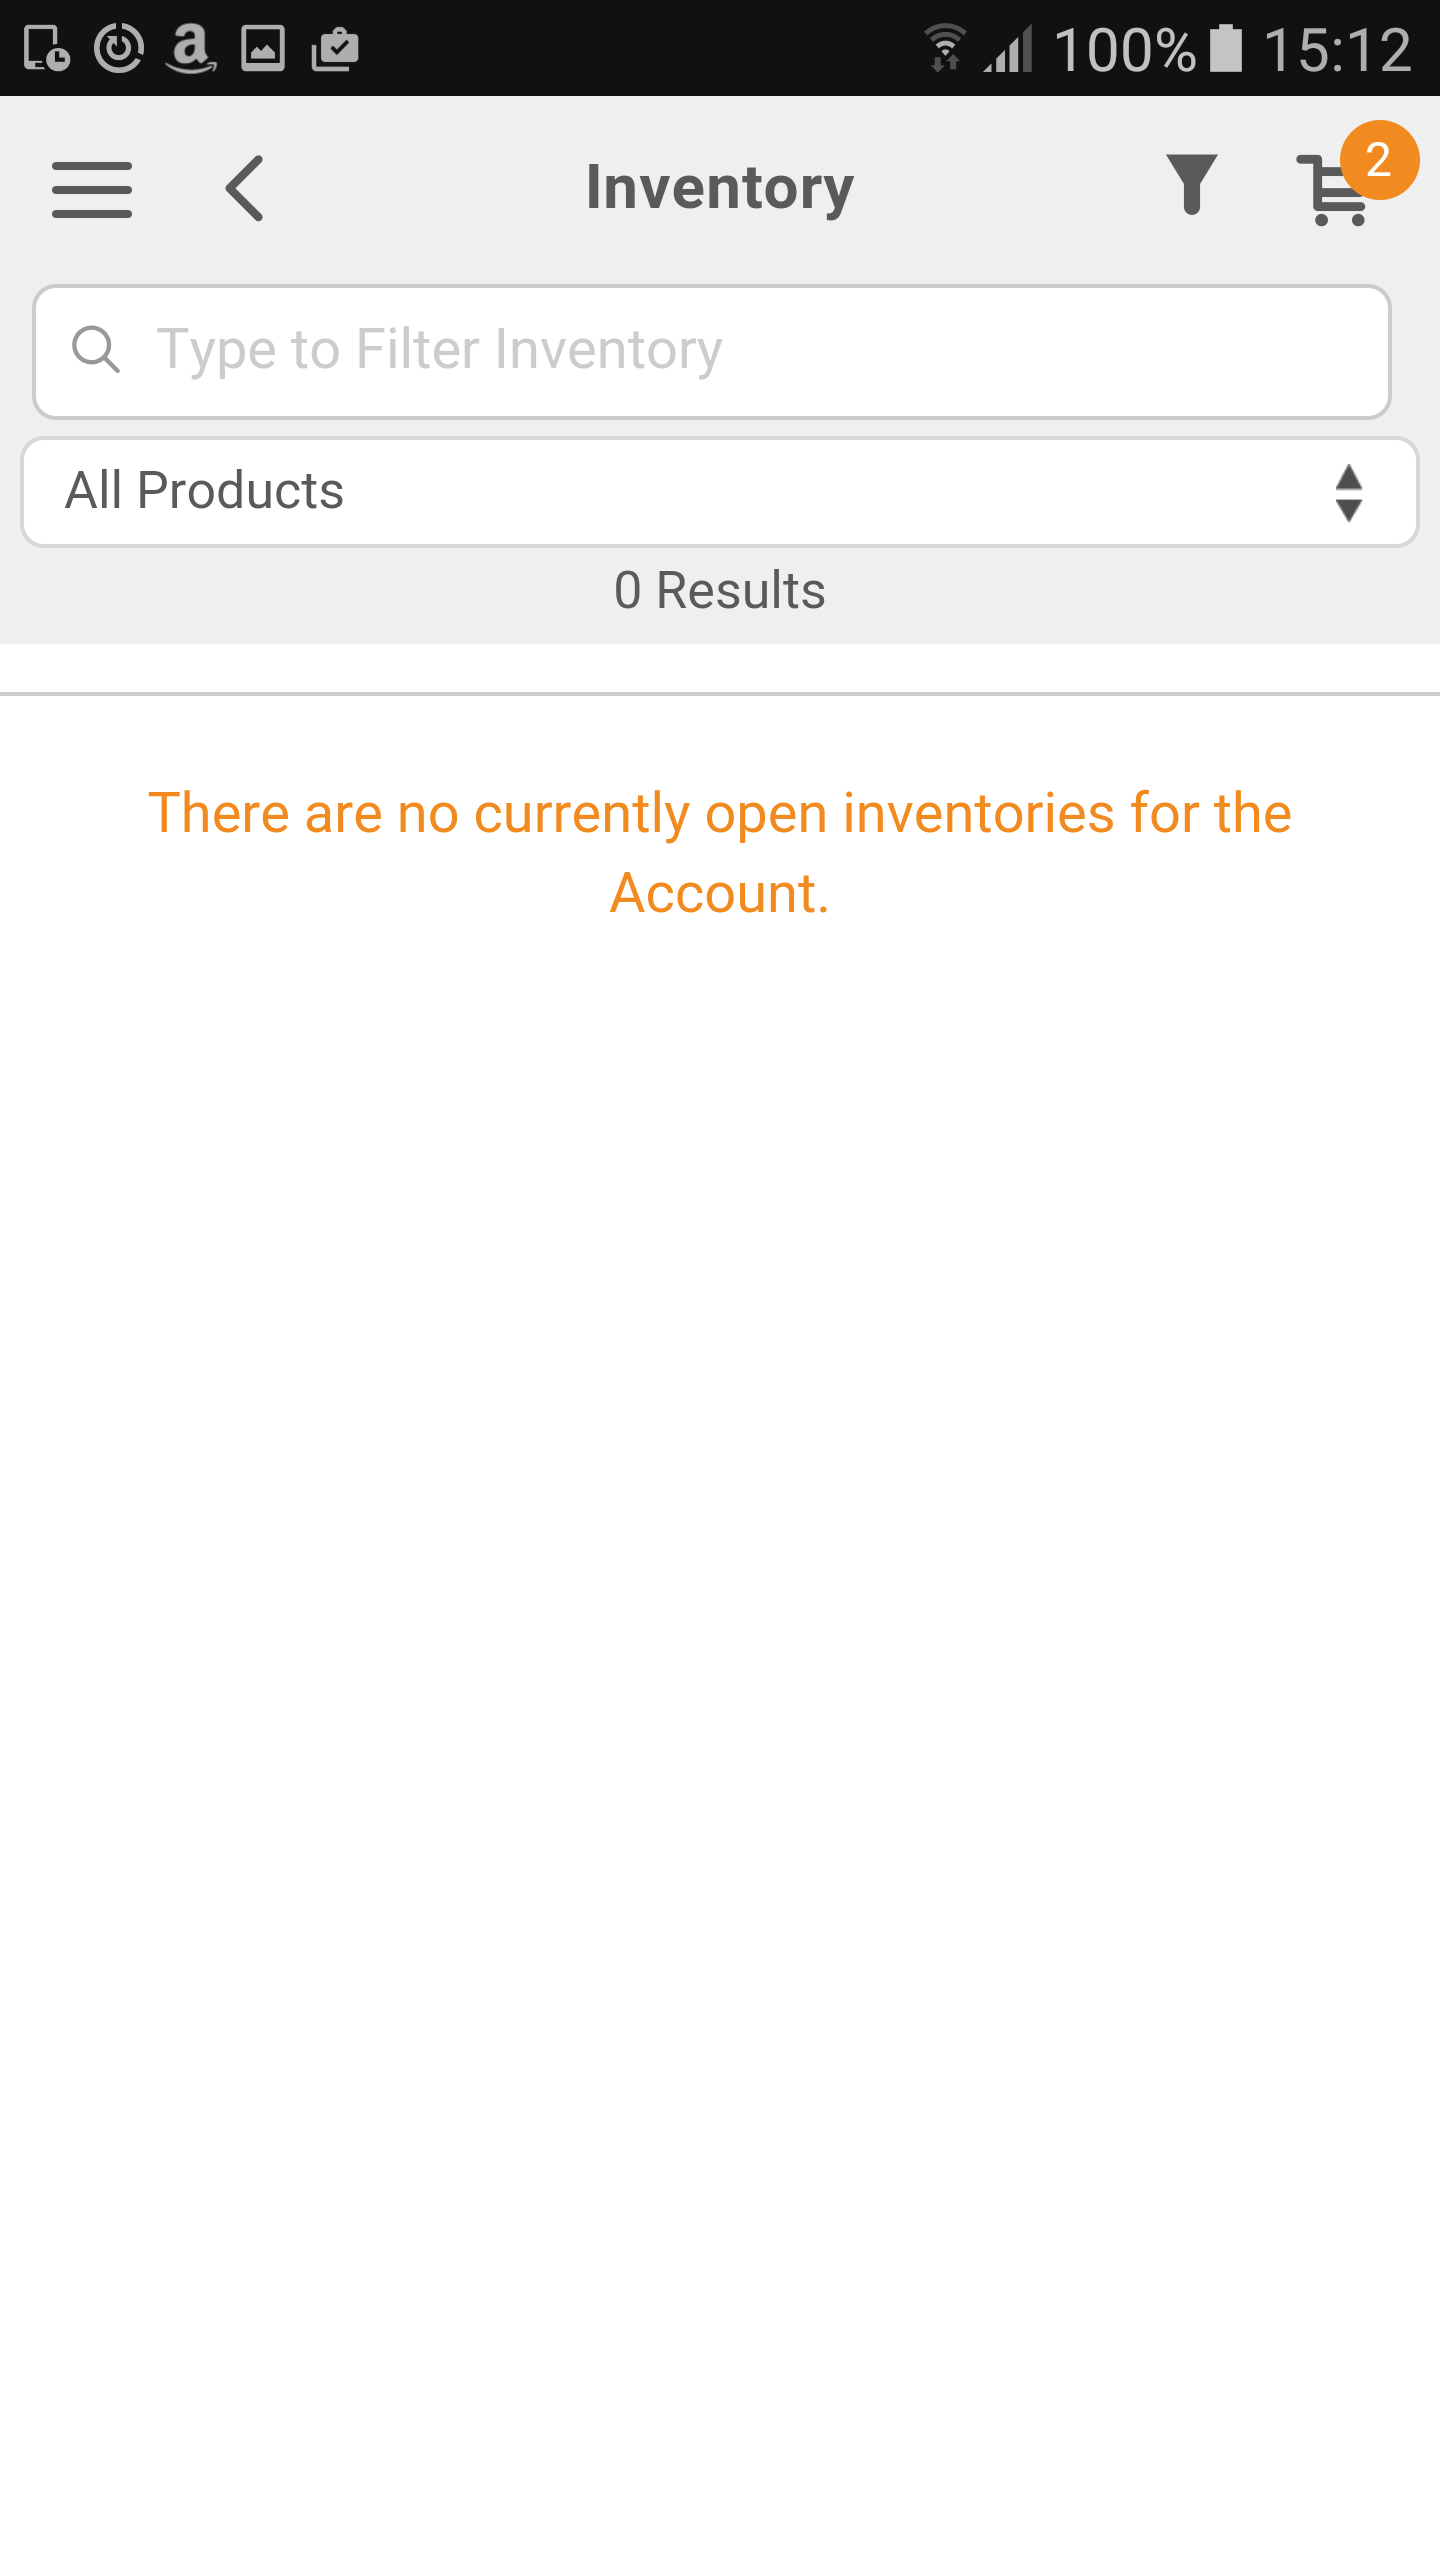 100% 15:12
Inventory
2
Type to Filter Inventory
All Products
0 Results
There are no currently open inventories for the
Account.